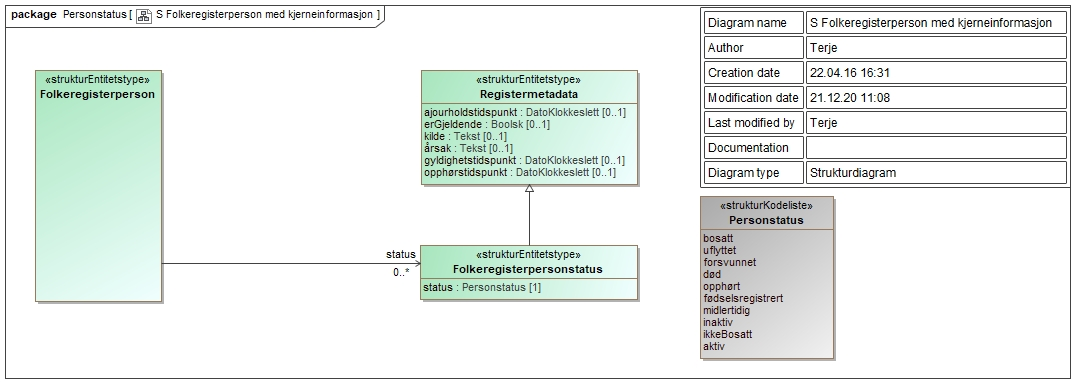 package Personstatus [ S Folkeregisterperson med kjerneinformasjon ]
Diagram name S Folkeregisterperson med kjerneinformasjon
Author Terje
Creation date 22.04.16 16:31
Modification date 21.12.20 11:08
Last modified by Terje
Documentation
Diagram type Strukturdiagram
«strukturEntitetstype»
Folkeregisterperson
«strukturEntitetstype»
Registermetadata
ajourholdstidspunkt : DatoKlokkeslett [0..1]
erGjeldende : Boolsk [0..1]
kilde : Tekst [0..1]
årsak : Tekst [0..1]
gyldighetstidspunkt : DatoKlokkeslett [0..1]
opphørstidspunkt : DatoKlokkeslett [0..1]
status
0..*
«strukturEntitetstype»
Folkeregisterpersonstatus
status : Personstatus [1]
«strukturKodeliste»
Personstatus
bosatt
uflyttet
forsvunnet
død
opphørt
fødselsregistrert
midlertidig
inaktiv
ikkeBosatt
aktiv